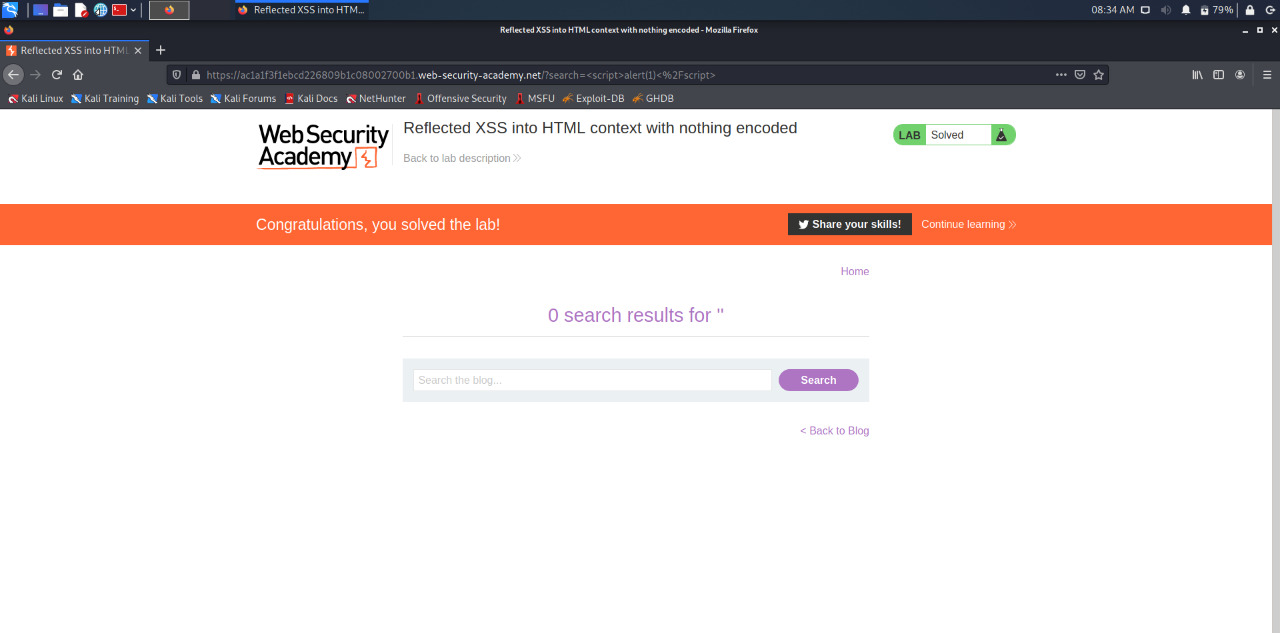 Reflected XSS into HTM...
08:34 AM
79%
Reflected XSS into HTML context with nothing encoded - Mozilla Firefox
Reflected XSS into HTML
https://ac1a1f3f1ebcd226809b1c08002700b1.web-security-academy.net/?search=<script>alert(1)<%2Fscript>
Kali Linux Kali Training Kali Tools Kali Forums Kali Docs NetHunter Offensive Security MSFU Exploit-DB GHDB
Web Security
Academy
Reflected XSS into HTML context with nothing encoded
Back to lab description
LAB Solved
Congratulations, you solved the lab!
Share your skills!
Continue learning
Home
0 search results for ''
Search the blog...
Search
< Back to Blog